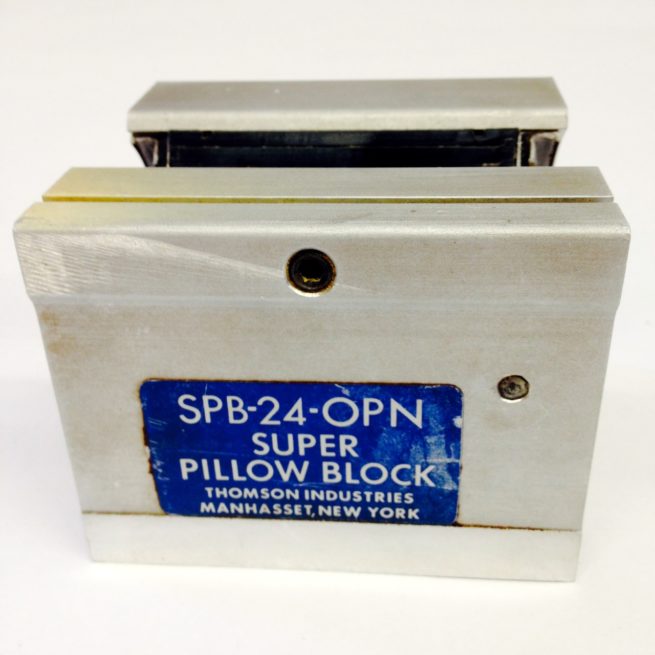 SPB-24-OPN
SUPER
PILLOW BLOCK
THOMSON INDUSTRIES
MANHASSET, NEW YORK